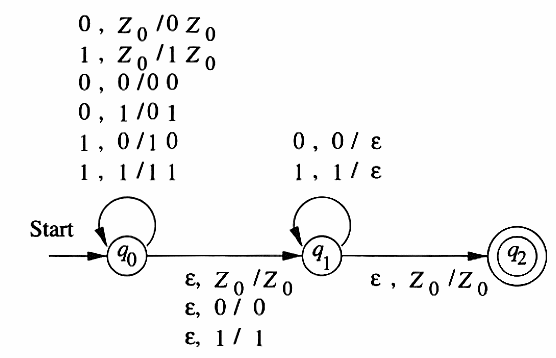 0 , Z0 / 0 Z0
1 , Z0 / 1 Z0
0 , 0 / 0 0
0 , 1 / 0 1
1 , 0 / 1 0
1 , 1 / 1 1
0 , 0 / ε
1 , 1 / ε
Start
q0
q1
q2
ε, Z0 / Z0
ε, 0 / 0
ε, 1 / 1
ε , Z0 / Z0